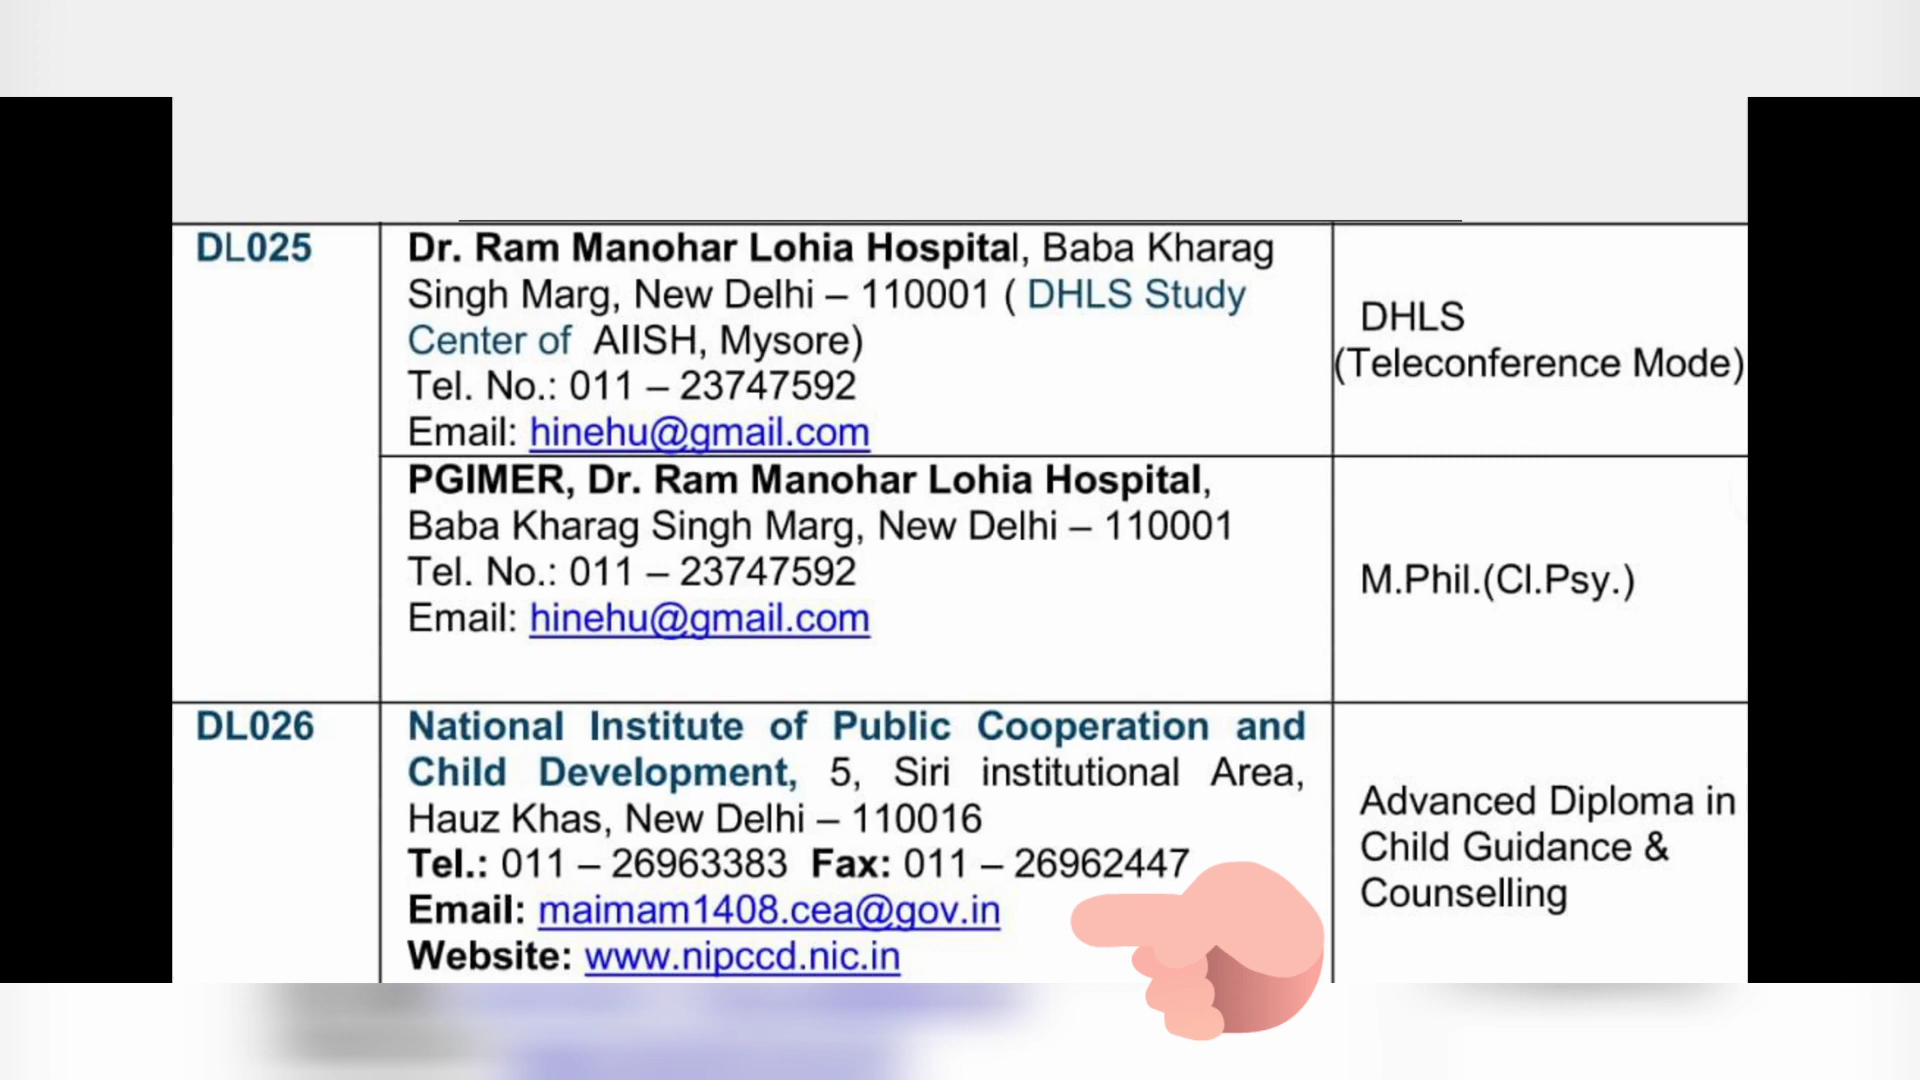 DL025
Dr. Ram Manohar Lohia Hospital, Baba Kharag
Singh Marg, New Delhi – 110001 ( DHLS Study
Center of AIISH, Mysore)
Tel. No.: 011 – 23747592
Email: hinehu@gmail.com
DHLS
(Teleconference Mode)
PGIMER, Dr. Ram Manohar Lohia Hospital,
Baba Kharag Singh Marg, New Delhi – 110001
Tel. No.: 011 – 23747592
Email: hinehu@gmail.com
M.Phil.(Cl.Psy.)
DL026
National Institute of Public Cooperation and
Child Development, 5, Siri institutional Area,
Hauz Khas, New Delhi – 110016
Tel.: 011 – 26963383 Fax: 011 – 26962447
Email: maimam1408.cea@gov.in
Website: www.nipccd.nic.in
Advanced Diploma in
Child Guidance &
Counselling